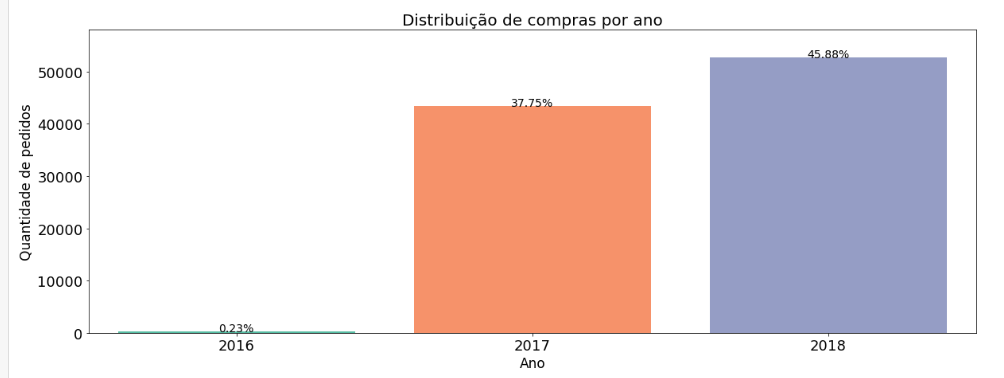 Distribuição de compras por ano
Quantidade de pedidos
50000
40000
30000
20000
10000
0
0.23%
37.75%
45.88%
2016 2017 2018
Ano